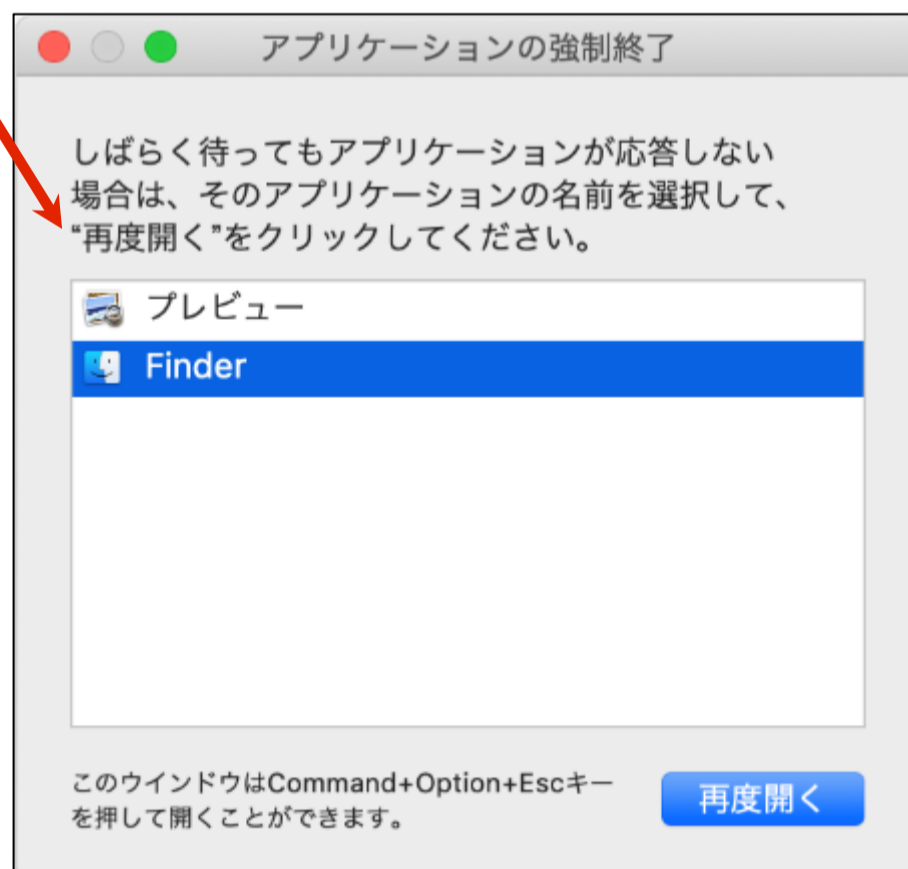 アプリケーションの強制終了
しばらく待ってもアプリケーションが応答しない
場合は、そのアプリケーションの名前を選択して、
“再度開く”をクリックしてください。
プレビュー
Finder
このウインドウはCommand+Option+Escキー
を押して開くことができます。
再度開く